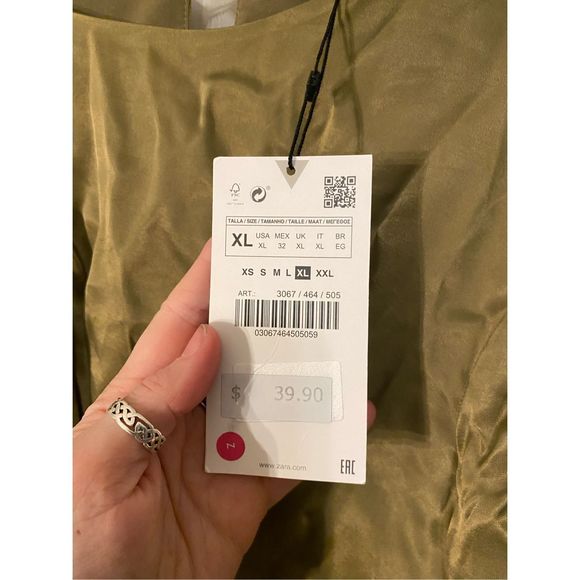 FSC
TALLA / SIZE / TAMANHO / TAILLE / MAAT / ΜΕΓΕΘΟΣ
XL
USA MEX UK IT BR
XL 32 XL XL EG
XS S M L XL XXL
ART.: 3067 / 464 / 505
03067464505059
$ 39.90
Z
www.zara.com
EAC